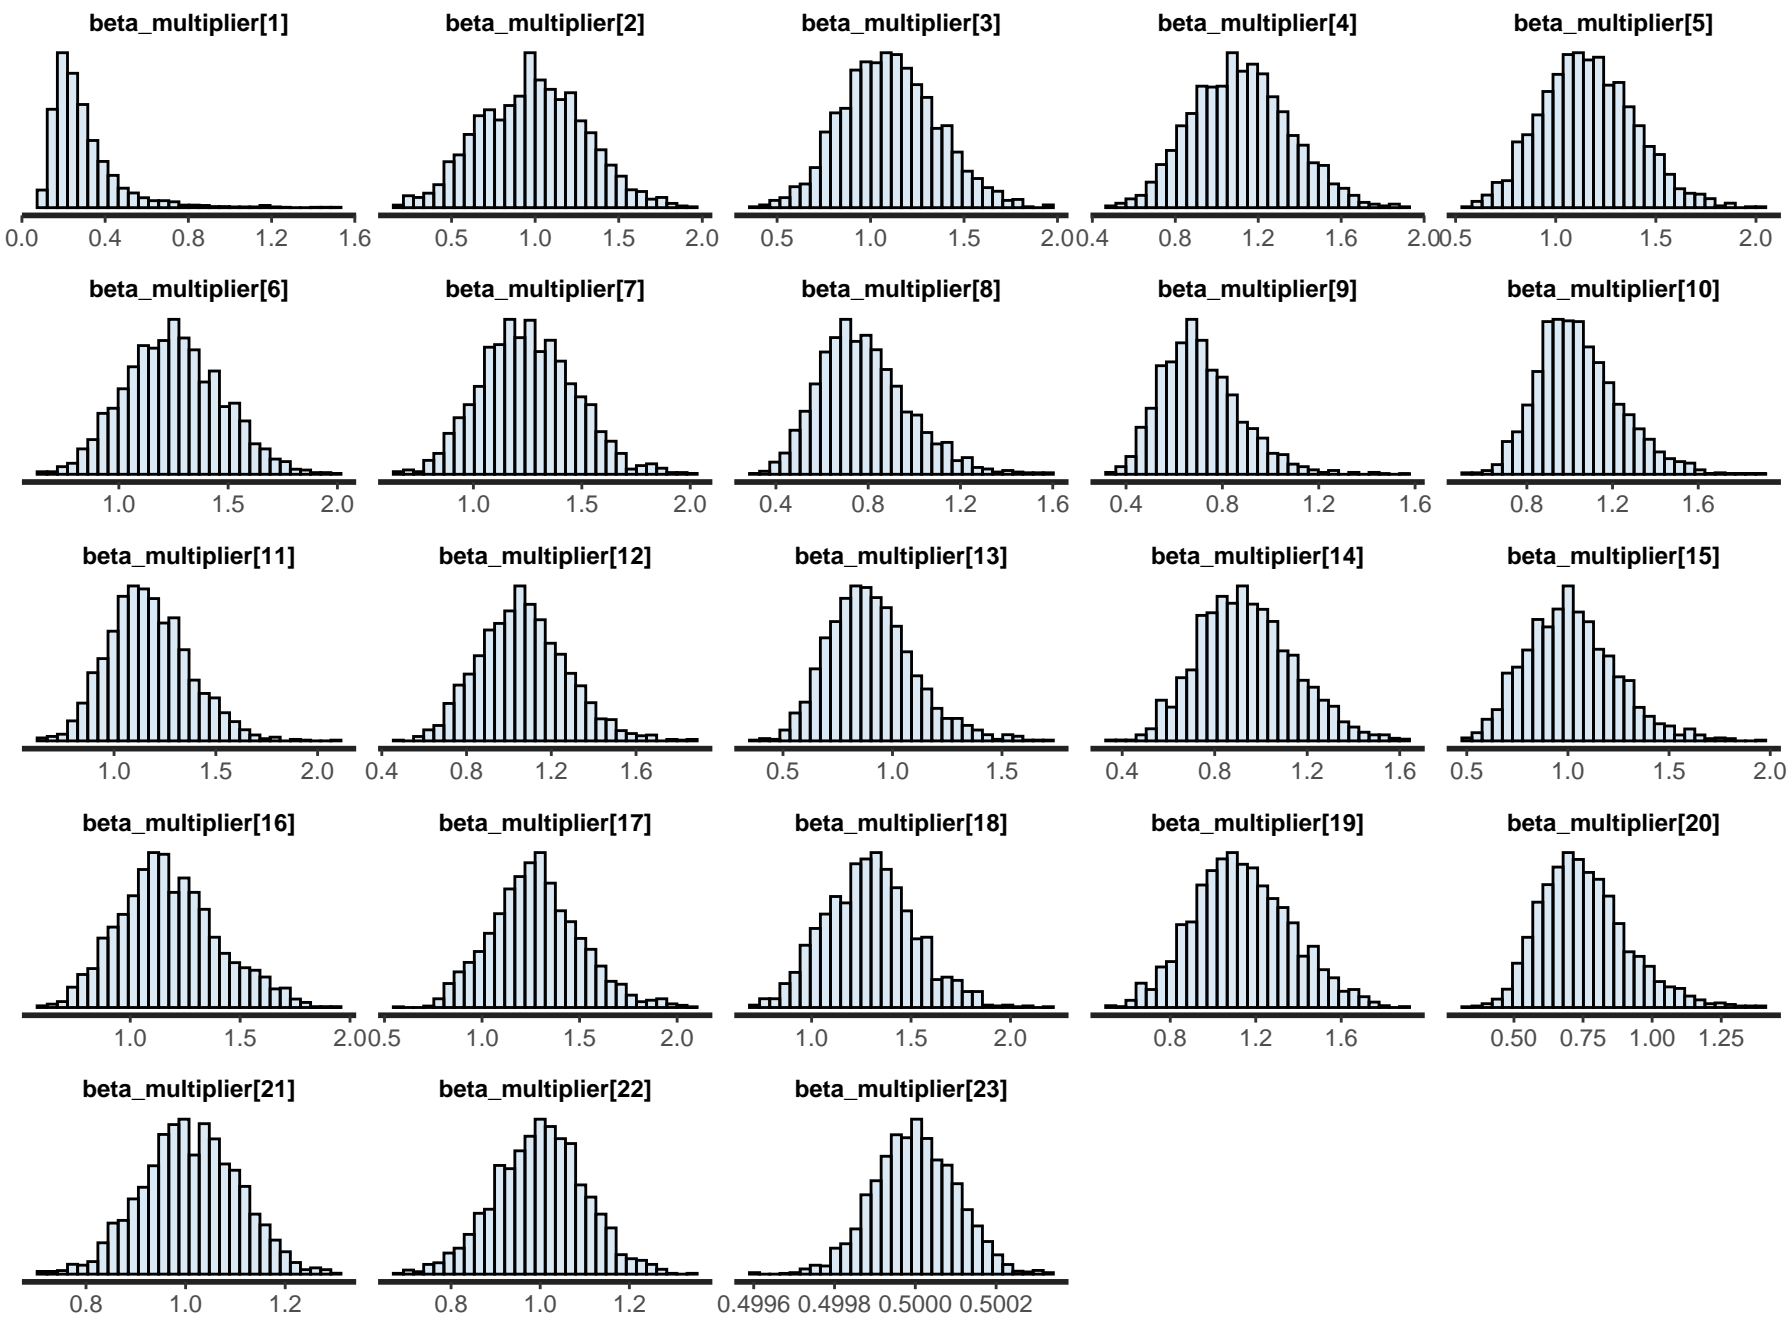 beta_multiplier[1] beta_multiplier[2] beta_multiplier[3] beta_multiplier[4] beta_multiplier[5]
0.0 0.4 0.8 1.2 1.6 0.5 1.0 1.5 2.0 0.5 1.0 1.5 2.0 0.4 0.8 1.2 1.6 2.0 0.5 1.0 1.5 2.0
beta_multiplier[6] beta_multiplier[7] beta_multiplier[8] beta_multiplier[9] beta_multiplier[10]
1.0 1.5 2.0 1.0 1.5 2.0 0.4 0.8 1.2 1.6 0.4 0.8 1.2 1.6 0.8 1.2 1.6
beta_multiplier[11] beta_multiplier[12] beta_multiplier[13] beta_multiplier[14] beta_multiplier[15]
1.0 1.5 2.0 0.4 0.8 1.2 1.6 0.5 1.0 1.5 0.4 0.8 1.2 1.6 0.5 1.0 1.5 2.0
beta_multiplier[16] beta_multiplier[17] beta_multiplier[18] beta_multiplier[19] beta_multiplier[20]
1.0 1.5 2.0 0.5 1.0 1.5 2.0 1.0 1.5 2.0 0.8 1.2 1.6 0.50 0.75 1.00 1.25
beta_multiplier[21] beta_multiplier[22] beta_multiplier[23]
0.8 1.0 1.2 0.8 1.0 1.2 0.4996 0.4998 0.5000 0.5002